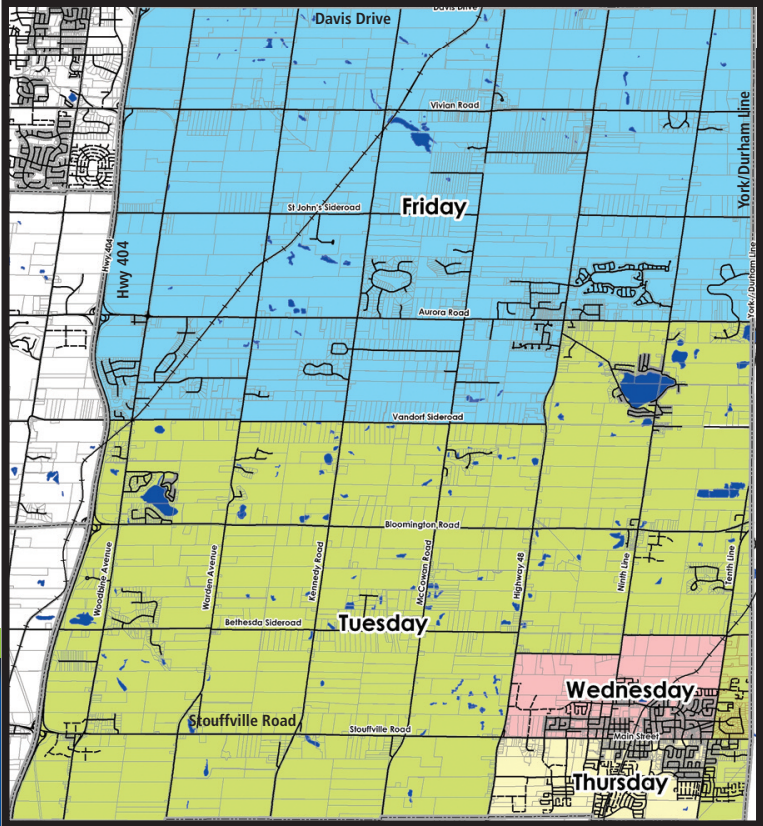 Davis Drive
Davis Drive
Vivian Road
York/Durham Line
St John's Sideroad
Friday
Hwy 404
Hwy 404
York/Durham Line
Aurora Road
Vandorf Sideroad
Bloomington Road
Woodbine Avenue
Warden Avenue
Kennedy Road
McCowan Road
Highway 48
Ninth Line
Tenth Line
Bethesda Sideroad
Tuesday
Wednesday
Stouffville Road
Stouffville Road
Main Street
Thursday